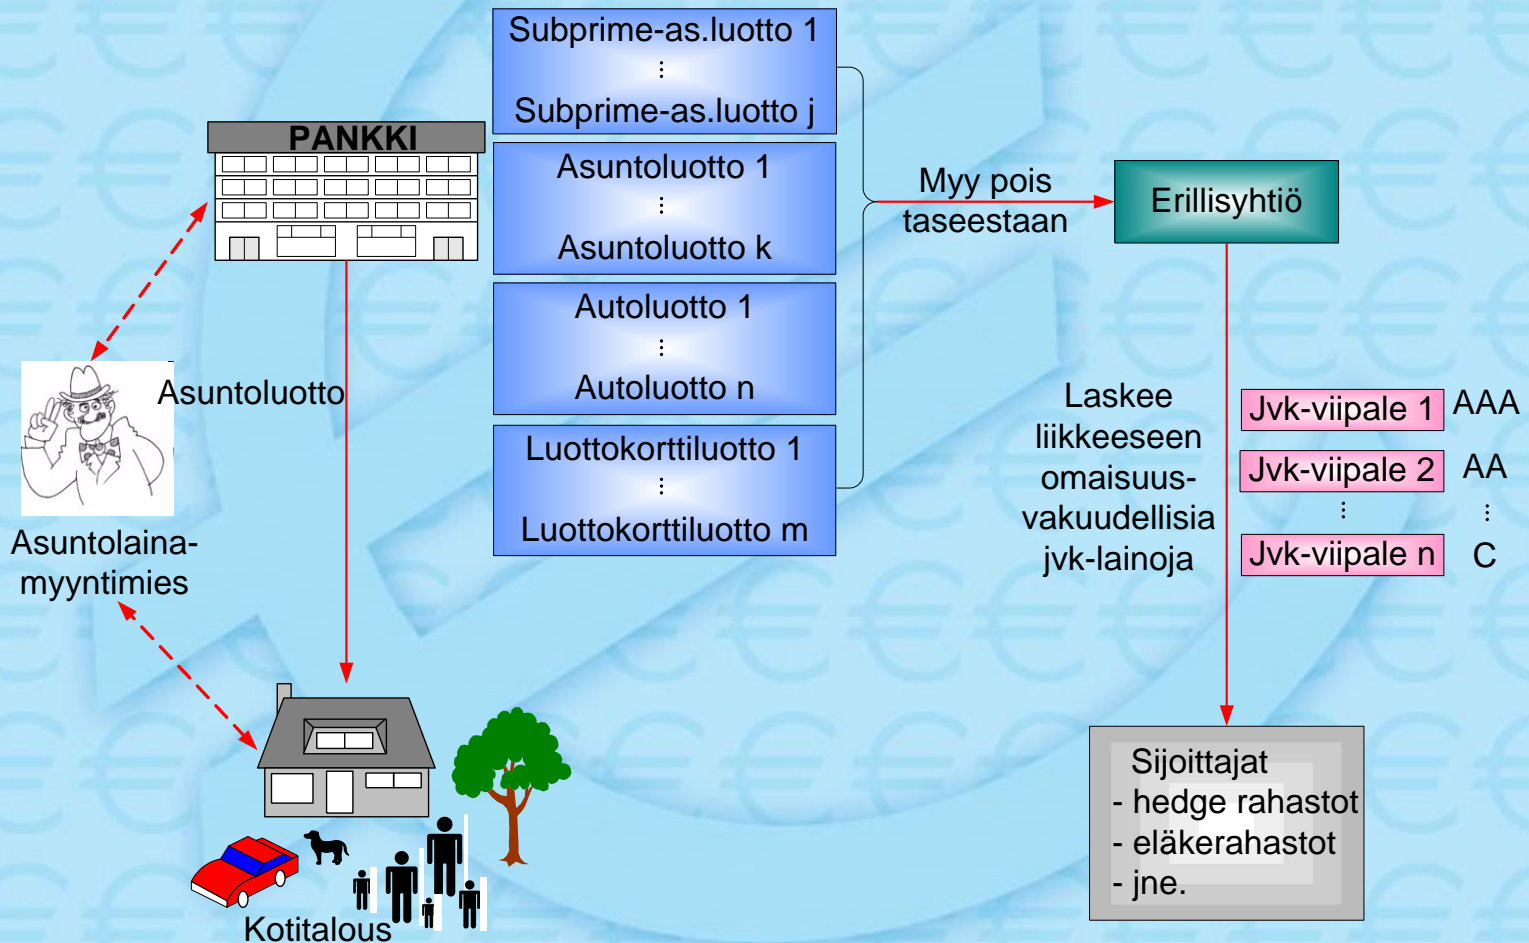 Subprime-as.luotto 1
⋮
Subprime-as.luotto j
PANKKI
Asuntoluotto 1
⋮
Asuntoluotto k
Myy pois
taseestaan
Erillisyhtiö
Autoluotto 1
⋮
Autoluotto n
Asuntoluotto
Luottokorttiluotto 1
⋮
Luottokorttiluotto m
Asuntolaina-
myyntimies
Laskee
liikkeeseen
omaisuus-
vakuudellisia
jvk-lainoja
Jvk-viipale 1 AAA
Jvk-viipale 2 AA
⋮ ⋮
Jvk-viipale n C
Sijoittajat
- hedge rahastot
- eläkerahastot
- jne.
Kotitalous